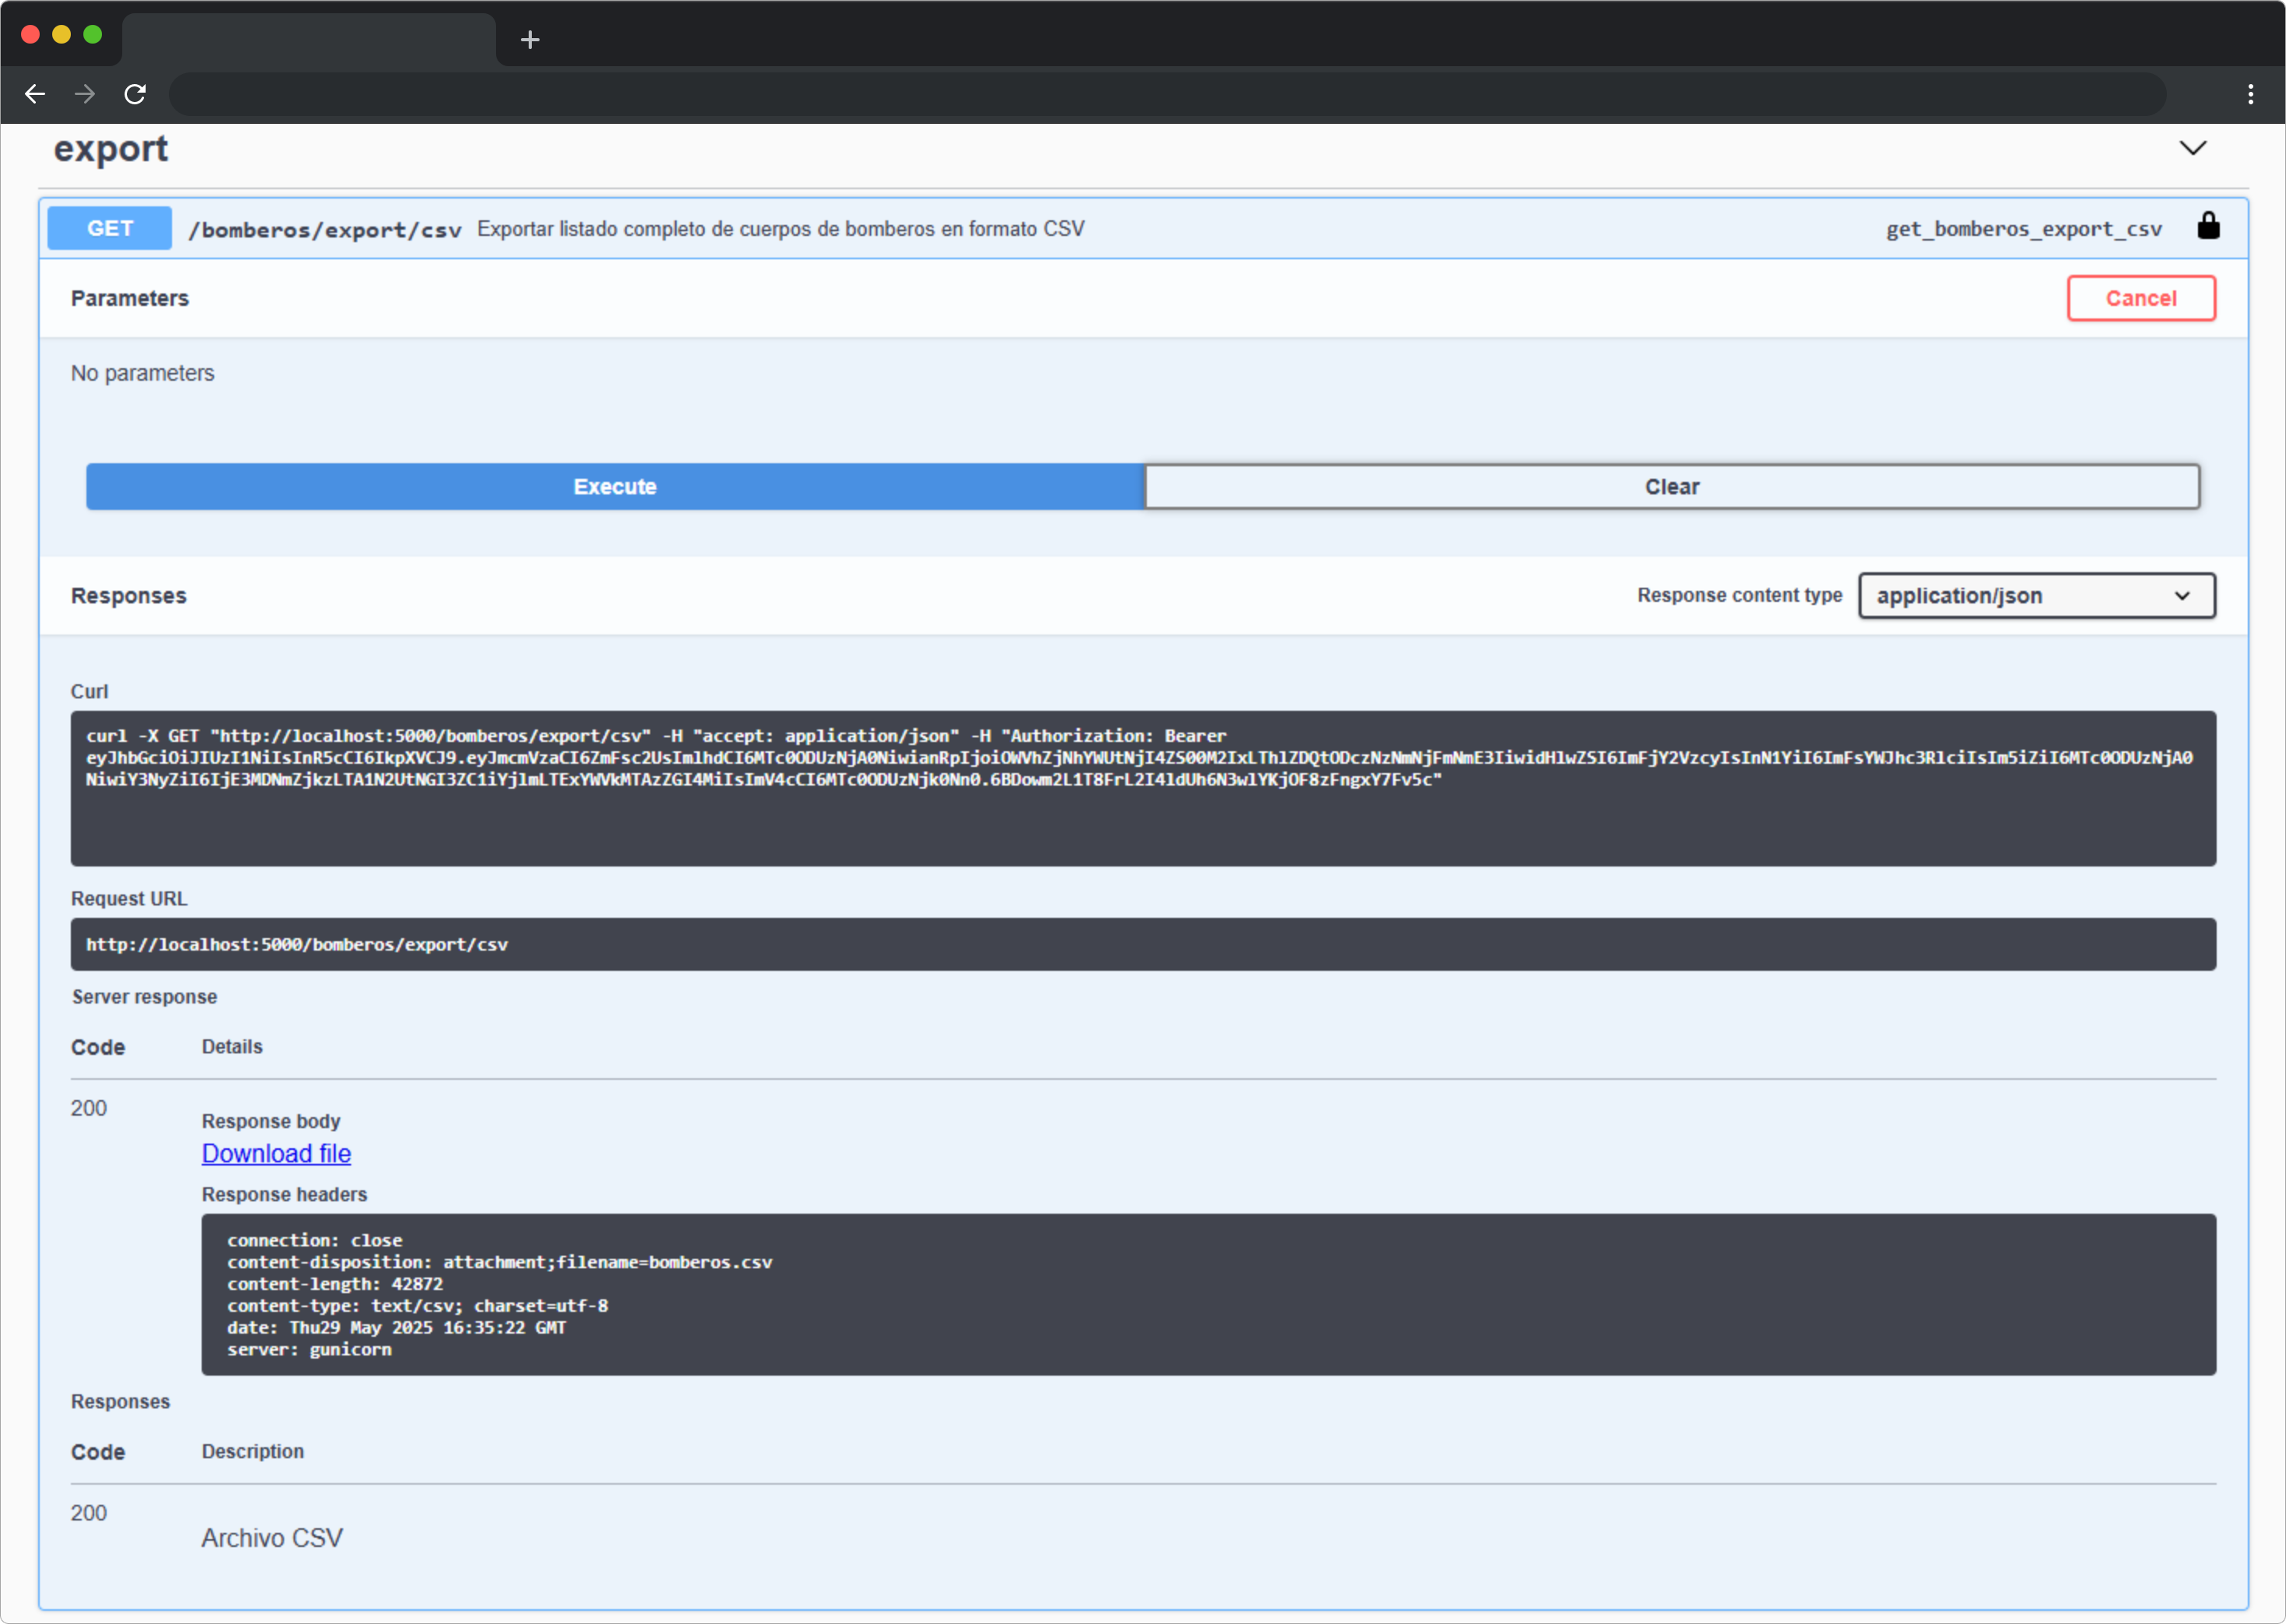 export
GET /bomberos/export/csv Exportar listado completo de cuerpos de bomberos en formato CSV get_bomberos_export_csv
Parameters Cancel
No parameters
Execute Clear
Responses Response content type application/json
Curl
curl -X GET "http://localhost:5000/bomberos/export/csv" -H "accept: application/json" -H "Authorization: Bearer
eyJhbGciOiJIUzI1NiIsInR5cCI6IkpXVCJ9.eyJmcmVzaCI6ZmFsc2UsImlhdCI6MTc0ODUzNjA0NiwianRpIjoiOWVhZjNhYWUtNjI4ZS00M2IxLThlZDQtODczNzNmNjFmNmE3IiwidHlwZSI6ImFjY2VzcyIsInN1YiI6ImFsYWJhc3RlciIsIm5iZiI6MTc0ODUzNjA0
NiwiY3NyZiI6IjE3MDNmZjkzLTA1N2UtNGI3ZC1iYjlmLTExYWVkMTAzZGI4MiIsImV4cCI6MTc0ODUzNjk0Nn0.6BDowm2L1T8FrL2I4ldUh6N3wlYKjOF8zFngxY7Fv5c"
Request URL
http://localhost:5000/bomberos/export/csv
Server response
Code Details
200
Response body
Download file
Response headers
connection: close
content-disposition: attachment;filename=bomberos.csv
content-length: 42872
content-type: text/csv; charset=utf-8
date: Thu29 May 2025 16:35:22 GMT
server: gunicorn
Responses
Code Description
200
Archivo CSV